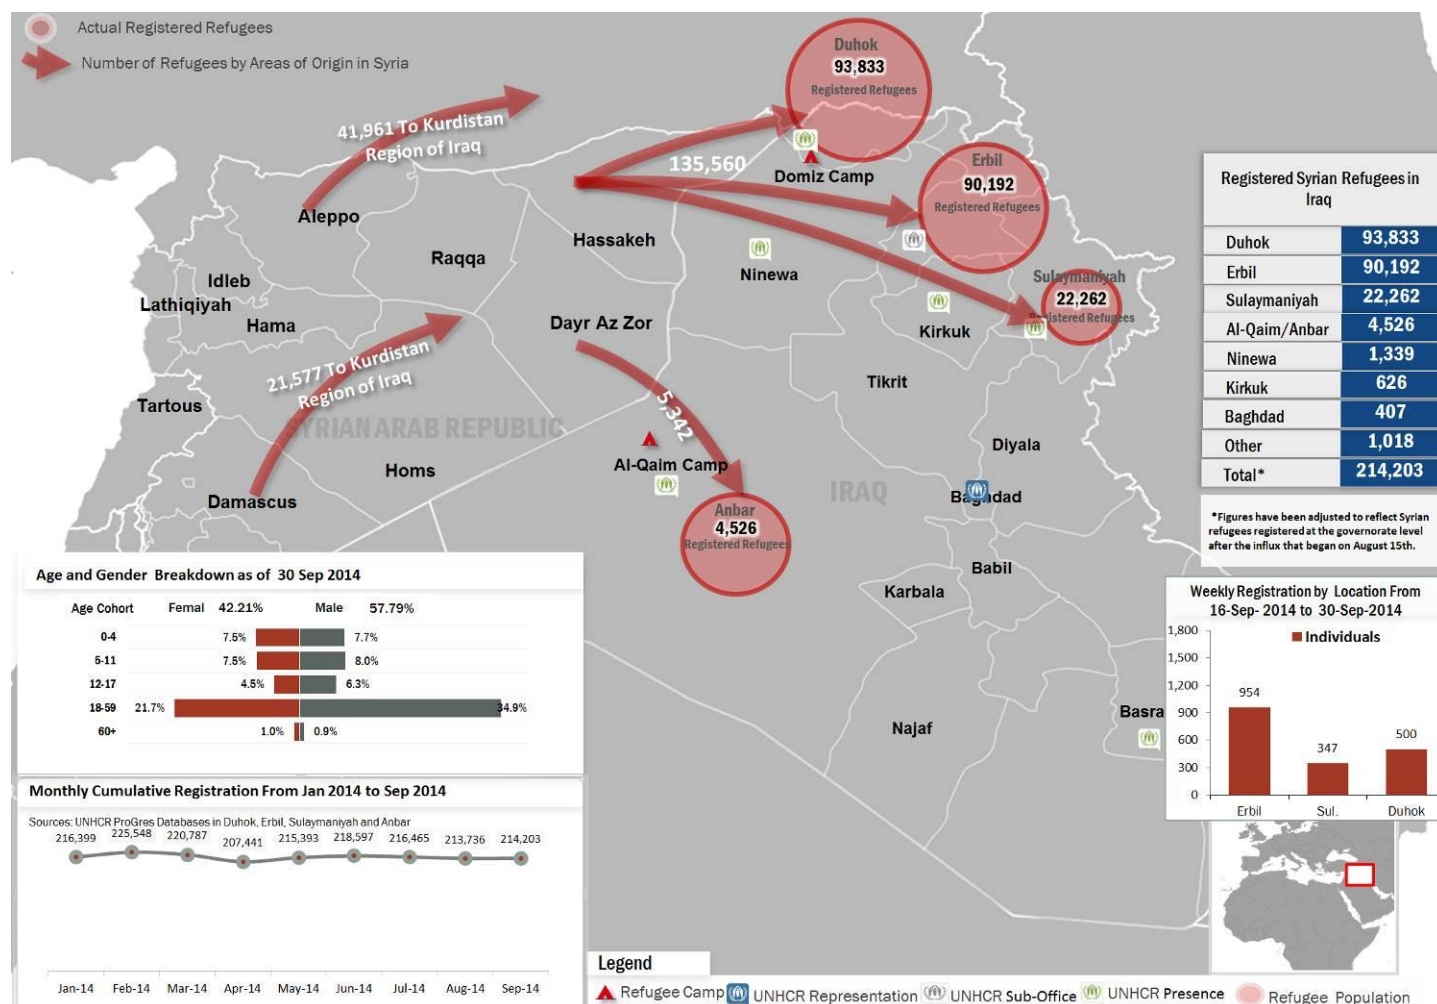 Actual Registered Refugees
Number of Refugees by Areas of Origin in Syria
41,961 To Kurdistan
Region of Iraq
Duhok
93,833
Registered Refugees
135,560
Domiz Camp
Erbil
90,192
Registered Refugees
Aleppo
Hassakeh
Raqqa
Ninewa
Sulaymaniyah
22,262
Registered Refugees
Idleb
Lathiqiyah
Hama
Dayr Az Zor
Kirkuk
21,577 To Kurdistan
Region of Iraq
Tikrit
Tartous
5,342
SYRIAN ARAB REPUBLIC
Homs
Al-Qaim Camp
Diyala
IRAQ
Baghdad
Damascus
Anbar
4,526
Registered Refugees
Babil
Karbala
Najaf
Basra
Registered Syrian Refugees in
Iraq
Duhok 93,833
Erbil 90,192
Sulaymaniyah 22,262
Al-Qaim/Anbar 4,526
Ninewa 1,339
Kirkuk 626
Baghdad 407
Other 1,018
Total* 214,203
*Figures have been adjusted to reflect Syrian
refugees registered at the governorate level
after the influx that began on August 15th.
Age and Gender Breakdown as of 30 Sep 2014
Age Cohort Femal 42.21% Male 57.79%
0-4 7.5% 7.7%
5-11 7.5% 8.0%
12-17 4.5% 6.3%
18-59 21.7% 34.9%
60+ 1.0% 0.9%
Monthly Cumulative Registration From Jan 2014 to Sep 2014
Sources: UNHCR ProGres Databases in Duhok, Erbil, Sulaymaniyah and Anbar
216,399 225,548 220,787 207,441 215,393 218,597 216,465 213,736 214,203
Jan-14 Feb-14 Mar-14 Apr-14 May-14 Jun-14 Jul-14 Aug-14 Sep-14
Weekly Registration by Location From
16-Sep- 2014 to 30-Sep-2014
Individuals
1,800
1,500
1,200
900
600
300
0
954
347
500
Erbil Sul. Duhok
Legend
Refugee Camp UNHCR Representation UNHCR Sub-Office UNHCR Presence Refugee Population